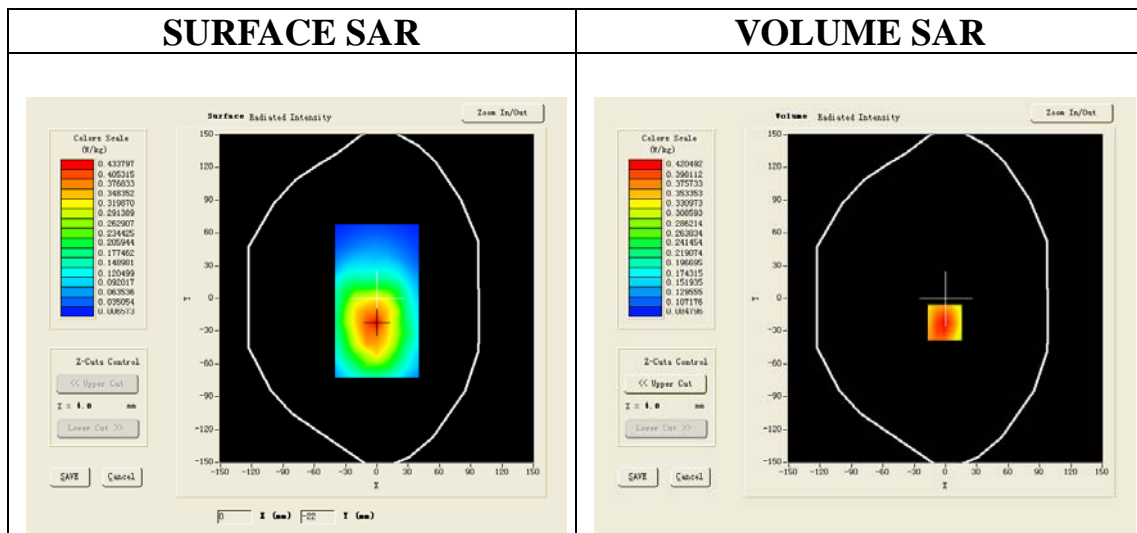 SURFACE SAR
VOLUME SAR
Surface Radiated Intensity
Zoom In/Out
Colors Scale
(W/kg)
0.433797
0.405315
0.376833
0.348352
0.319870
0.291389
0.262907
0.234425
0.205944
0.177462
0.148981
0.120499
0.092017
0.063536
0.035054
0.006573
150
120
90
60
30
0
-30
-60
-90
-120
-150
Y
-150 -120 -90 -60 -30 0 30 60 90 120 150
X
Z-Cuts Control
<< Upper Cut
Z = 4.0 mm
Lower Cut >>
SAVE Cancel
0 X (mm) -22 Y (mm)
Volume Radiated Intensity
Zoom In/Out
Colors Scale
(W/kg)
0.420492
0.398112
0.375733
0.353353
0.330973
0.308593
0.286214
0.263834
0.241454
0.219074
0.196695
0.174315
0.151935
0.129555
0.107176
0.084796
150
120
90
60
30
0
-30
-60
-90
-120
-150
Y
-150 -120 -90 -60 -30 0 30 60 90 120 150
X
Z-Cuts Control
<< Upper Cut
Z = 4.0 mm
Lower Cut >>
SAVE Cancel